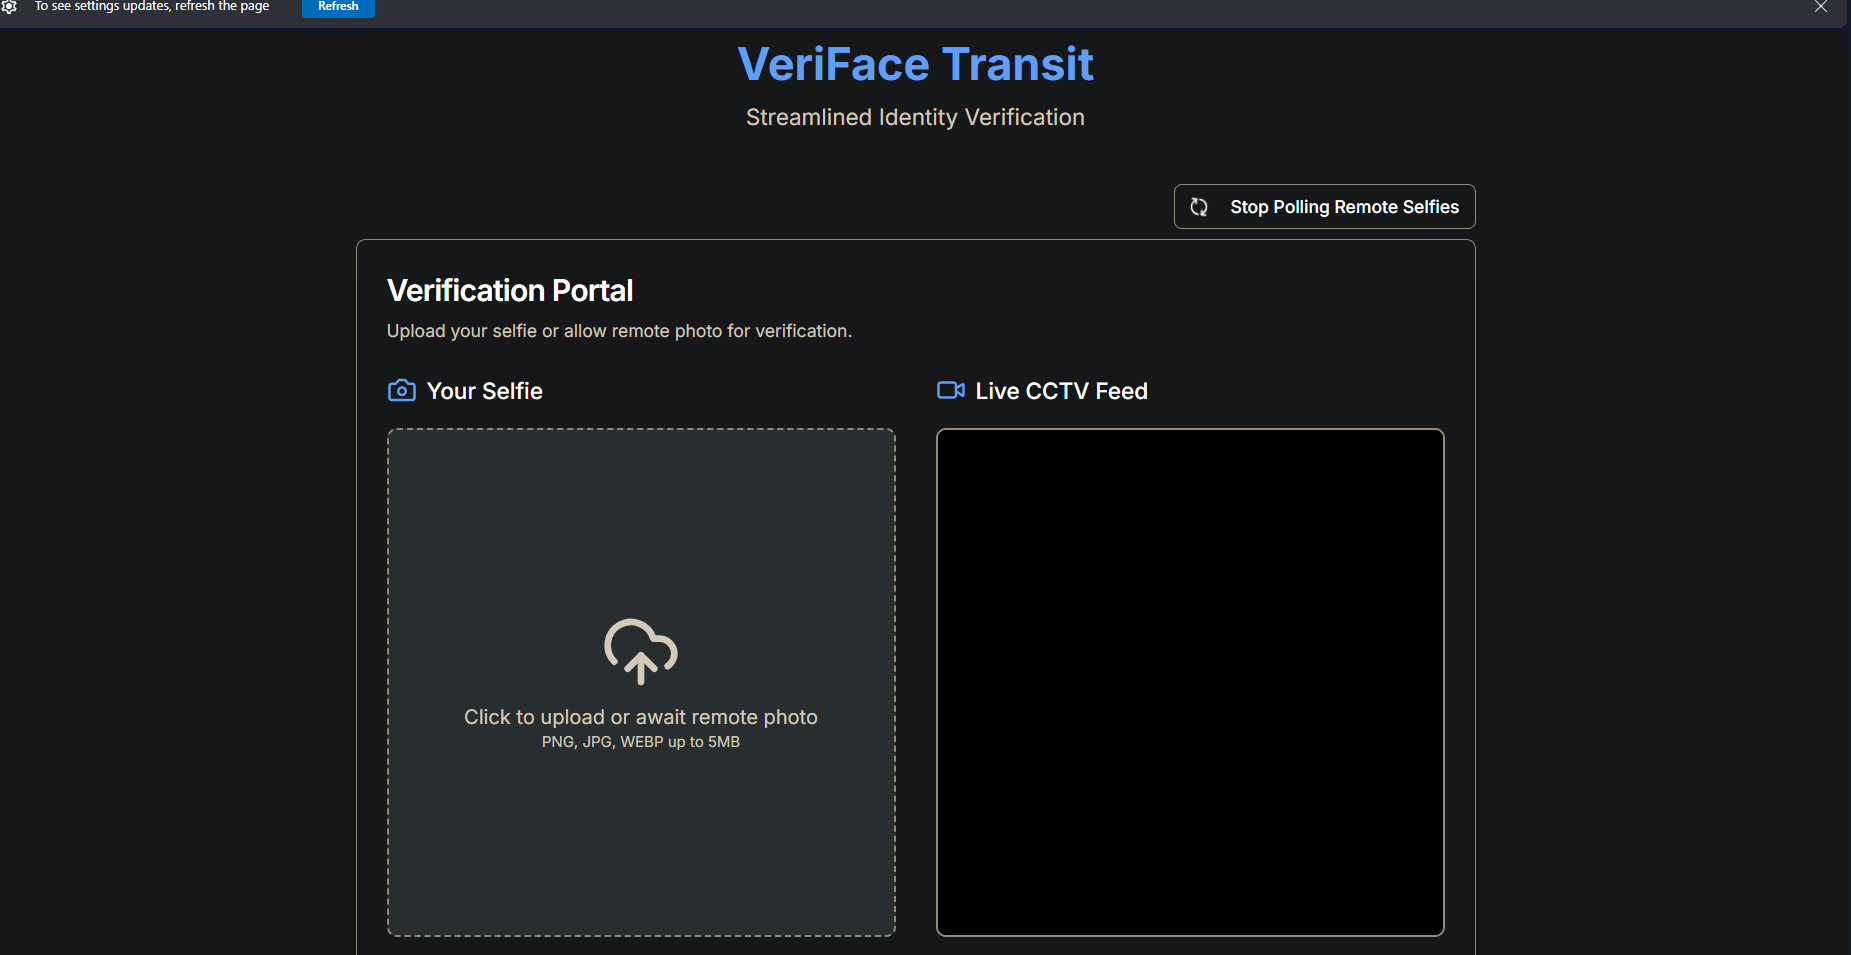 To see settings updates, refresh the page
Refresh
VeriFace Transit
Streamlined Identity Verification
Stop Polling Remote Selfies
Verification Portal
Upload your selfie or allow remote photo for verification.
Your Selfie
Live CCTV Feed
Click to upload or await remote photo
PNG, JPG, WEBP up to 5MB